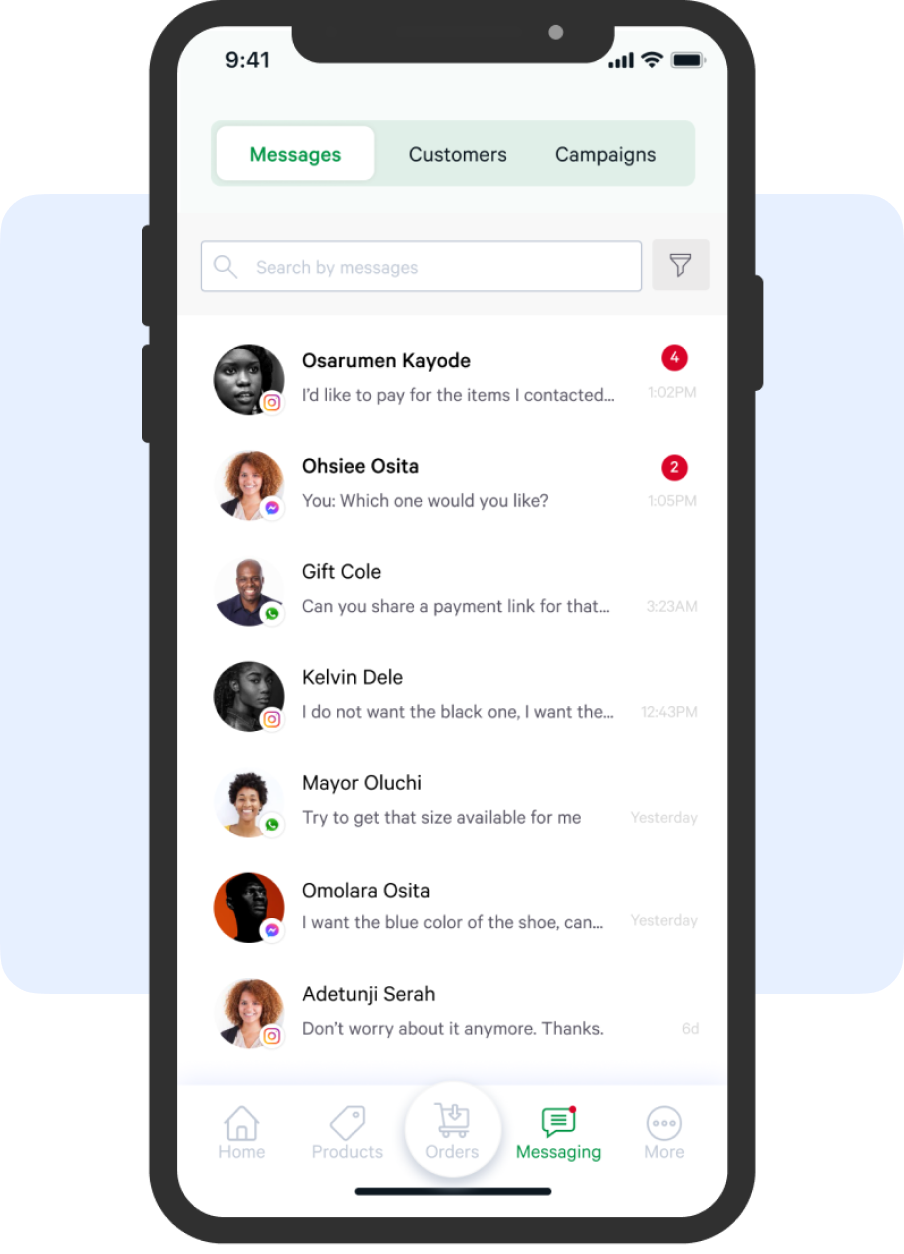 9:41
Messages Customers Campaigns
Search by messages
Osarumen Kayode 4
I'd like to pay for the items I contacted... 1:02PM
Ohsiee Osita 2
You: Which one would you like? 1:05PM
Gift Cole
Can you share a payment link for that... 3:23AM
Kelvin Dele
I do not want the black one, I want the... 12:43PM
Mayor Oluchi
Try to get that size available for me Yesterday
Omolara Osita
I want the blue color of the shoe, can... Yesterday
Adetunji Serah
Don't worry about it anymore. Thanks. 6d
Home Products Orders Messaging More